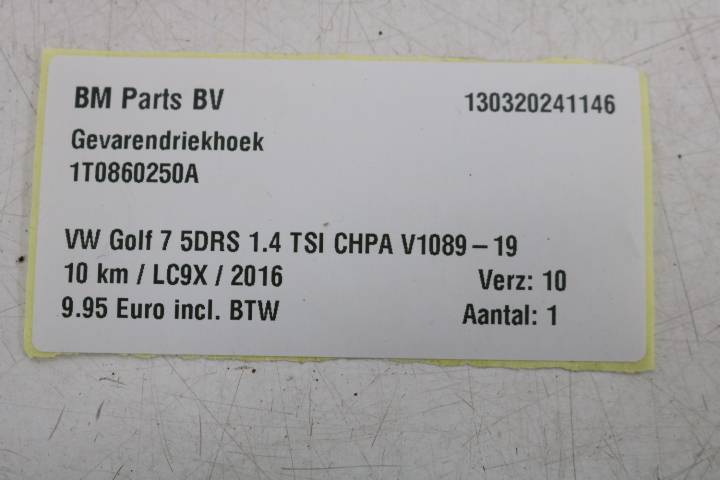 BM Parts BV 130320241146
Gevarendriekhoek
1T0860250A
VW Golf 7 5DRS 1.4 TSI CHPA V1089 – 19
10 km / LC9X / 2016 Verz: 10
9.95 Euro incl. BTW Aantal: 1